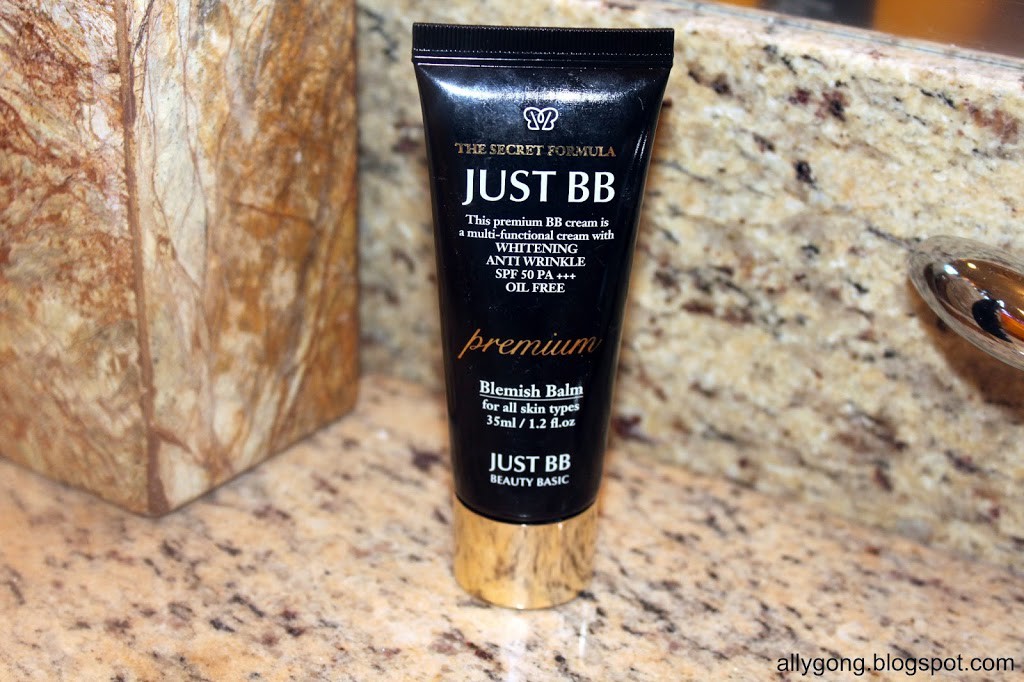 THE SECRET FORMULA
JUST BB
This premium BB cream is
a multi-functional cream with
WHITENING
ANTI WRINKLE
SPF 50 PA +++
OIL FREE
premium
Blemish Balm
for all skin types
35ml / 1.2 fl.oz
JUST BB
BEAUTY BASIC
allygong.blogspot.com